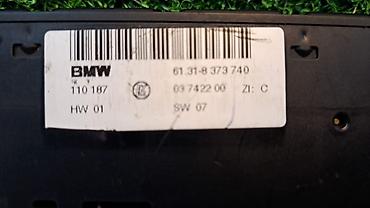 BMW 61.31-8 373 740
110 187 03 7422 00 ZI: C
HW 01 SW 07